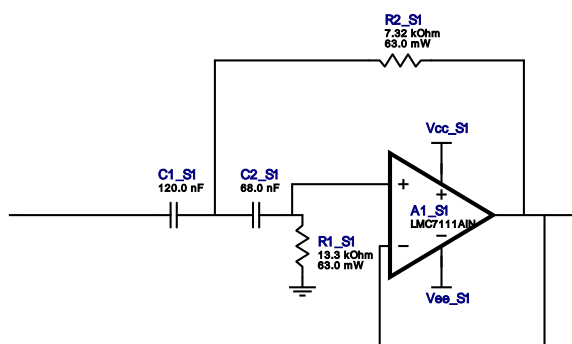 R2_S1
7.32 kOhm
63.0 mW
Vcc_S1
C1_S1
120.0 nF
C2_S1
68.0 nF
+
+
A1_S1
LMC7111AIN
−
−
R1_S1
13.3 kOhm
63.0 mW
Vee_S1